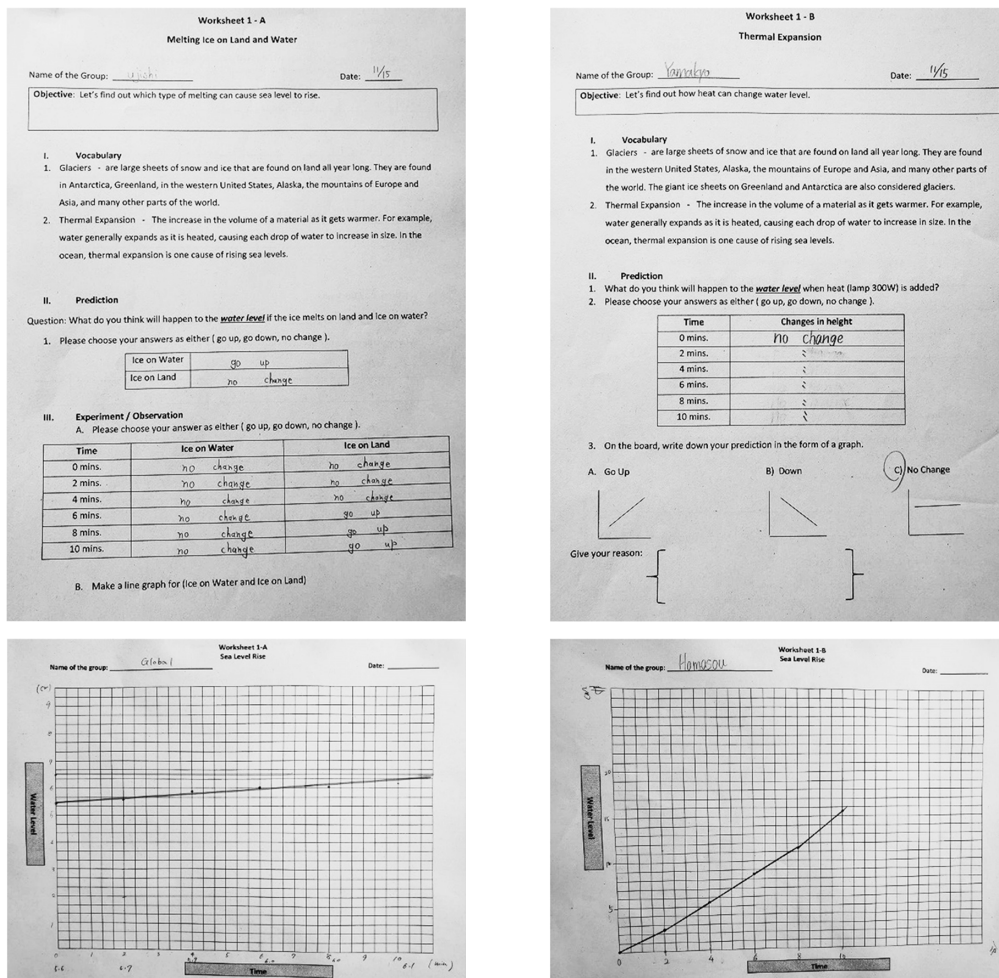 Worksheet 1 - A
Melting Ice on Land and Water
Name of the Group:
Date: 11/15
Objective: Let's find out which type of melting can cause sea level to rise.
I. Vocabulary
1. Glaciers - are large sheets of snow and ice that are found on land all year long. They are found
in Antarctica, Greenland, in the western United States, Alaska, the mountains of Europe and
Asia, and many other parts of the world.
2. Thermal Expansion - The increase in the volume of a material as it gets warmer. For example,
water generally expands as it is heated, causing each drop of water to increase in size. In the
ocean, thermal expansion is one cause of rising sea levels.
II. Prediction
Question: What do you think will happen to the water level if the ice melts on land and ice on water?
1. Please choose your answers as either ( go up, go down, no change ).
Ice on Water go up
Ice on Land no change
III. Experiment / Observation
A. Please choose your answer as either ( go up, go down, no change ).
Time Ice on Water Ice on Land
0 mins. no change no change
2 mins. no change no change
4 mins. no change no change
6 mins. no change go up
8 mins. no change go up
10 mins. no change go up
B. Make a line graph for (Ice on Water and Ice on Land)
Worksheet 1 - B
Thermal Expansion
Name of the Group:
Date: 11/15
Objective: Let's find out how heat can change water level.
I. Vocabulary
1. Glaciers - are large sheets of snow and ice that are found on land all year long. They are found
in the western United States, Alaska, the mountains of Europe and Asia, and many other parts of
the world. The giant ice sheets on Greenland and Antarctica are also considered glaciers.
2. Thermal Expansion - The increase in the volume of a material as it gets warmer. For example,
water generally expands as it is heated, causing each drop of water to increase in size. In the
ocean, thermal expansion is one cause of rising sea levels.
II. Prediction
1. What do you think will happen to the water level when heat (lamp 300W) is added?
2. Please choose your answers as either ( go up, go down, no change ).
Time Changes in height
0 mins. no change
2 mins.
4 mins.
6 mins.
8 mins.
10 mins.
3. On the board, write down your prediction in the form of a graph.
A. Go Up B) Down C) No Change
Give your reason:
Worksheet 1-A
Sea Level Rise
Name of the group: Global
Date:
Water Level
Time
Worksheet 1-B
Sea Level Rise
Name of the group: Hamasou
Date:
Water Level
20
15
10
5
0 2 4 6 8 10
Time